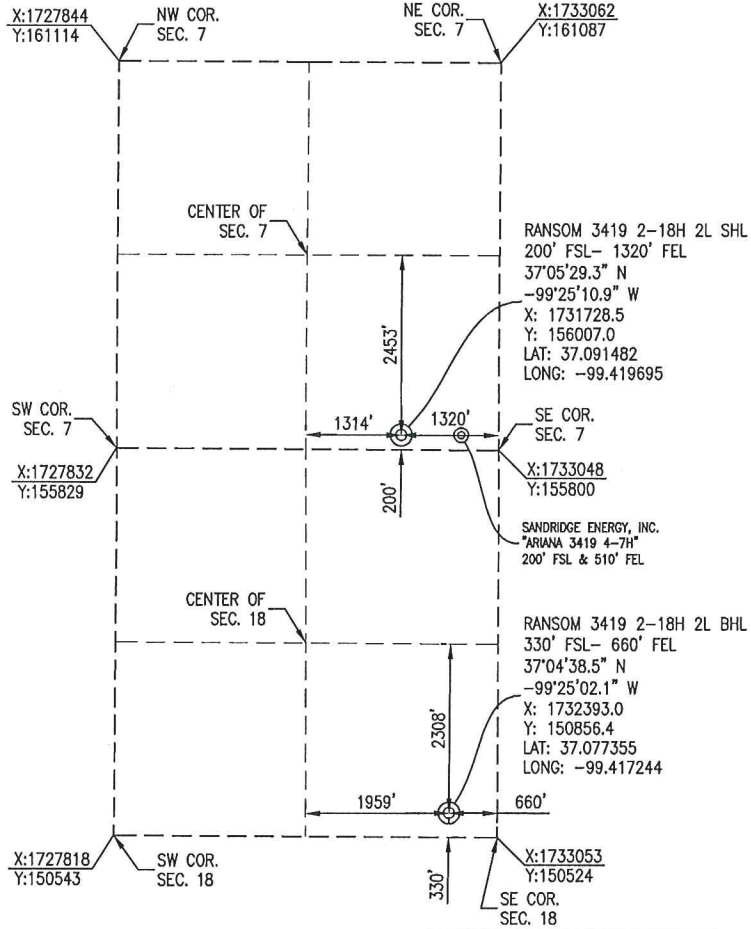 X:1727844
Y:161114
NW COR.
SEC. 7
NE COR.
SEC. 7
X:1733062
Y:161087
CENTER OF
SEC. 7
RANSOM 3419 2-18H 2L SHL
200' FSL- 1320' FEL
37°05'29.3" N
-99°25'10.9" W
X: 1731728.5
Y: 156007.0
LAT: 37.091482
LONG: -99.419695
2453'
SW COR.
SEC. 7
1314'
1320'
SE COR.
SEC. 7
X:1727832
Y:155829
200'
X:1733048
Y:155800
SANDRIDGE ENERGY, INC.
"ARIANA 3419 4-7H"
200' FSL & 510' FEL
CENTER OF
SEC. 18
RANSOM 3419 2-18H 2L BHL
330' FSL- 660' FEL
37°04'38.5" N
-99°25'02.1" W
X: 1732393.0
Y: 150856.4
LAT: 37.077355
LONG: -99.417244
2308'
1959'
660'
X:1727818
Y:150543
SW COR.
SEC. 18
330'
X:1733053
Y:150524
SE COR.
SEC. 18